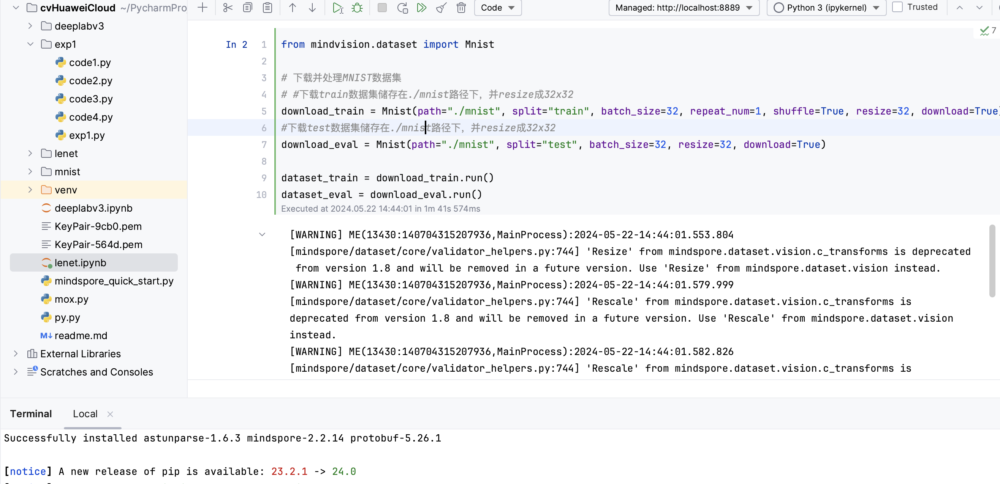 cvHuaweiCloud ~/PycharmPro
deeplabv3
exp1
code1.py
code2.py
code3.py
code4.py
exp1.py
lenet
mnist
venv
deeplabv3.ipynb
KeyPair-9cb0.pem
KeyPair-564d.pem
lenet.ipynb
mindspore_quick_start.py
mox.py
py.py
M↓ readme.md
External Libraries
Scratches and Consoles
Code
Managed: http://localhost:8889
Python 3 (ipykernel)
Trusted
7
In 2
1 from mindvision.dataset import Mnist
2
3 # 下载并处理MNIST数据集
4 # #下载train数据集储存在./mnist路径下，并resize成32x32
5 download_train = Mnist(path="./mnist", split="train", batch_size=32, repeat_num=1, shuffle=True, resize=32, download=True)
6 #下载test数据集储存在./mnist路径下，并resize成32x32
7 download_eval = Mnist(path="./mnist", split="test", batch_size=32, resize=32, download=True)
8
9 dataset_train = download_train.run()
10 dataset_eval = download_eval.run()
Executed at 2024.05.22 14:44:01 in 1m 41s 574ms
[WARNING] ME(13430:140704315207936,MainProcess):2024-05-22-14:44:01.553.804
[mindspore/dataset/core/validator_helpers.py:744] 'Resize' from mindspore.dataset.vision.c_transforms is deprecated
from version 1.8 and will be removed in a future version. Use 'Resize' from mindspore.dataset.vision instead.
[WARNING] ME(13430:140704315207936,MainProcess):2024-05-22-14:44:01.579.999
[mindspore/dataset/core/validator_helpers.py:744] 'Rescale' from mindspore.dataset.vision.c_transforms is
deprecated from version 1.8 and will be removed in a future version. Use 'Rescale' from mindspore.dataset.vision
instead.
[WARNING] ME(13430:140704315207936,MainProcess):2024-05-22-14:44:01.582.826
[mindspore/dataset/core/validator_helpers.py:744] 'Rescale' from mindspore.dataset.vision.c_transforms is
Terminal
Local
Successfully installed astunparse-1.6.3 mindspore-2.2.14 protobuf-5.26.1
[notice] A new release of pip is available: 23.2.1 -> 24.0